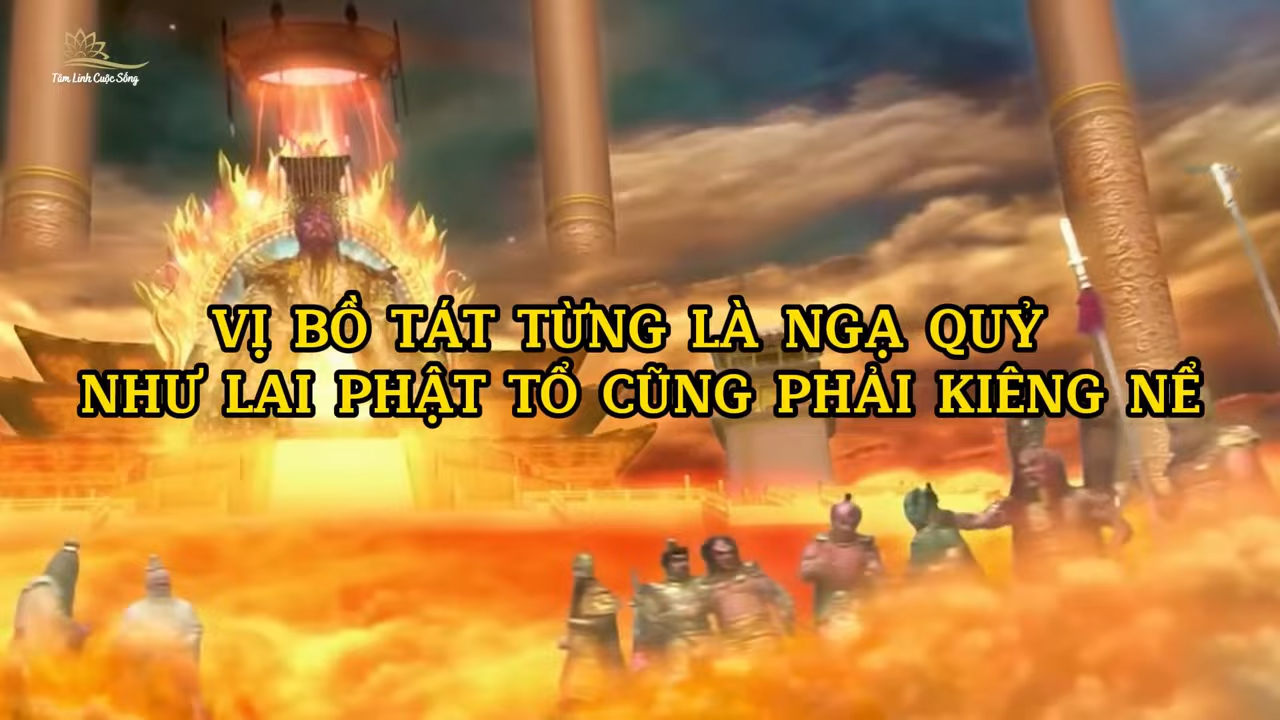 Tâm Linh Cuộc Sống
VỊ BỒ TÁT TỪNG LÀ NGẠ QUỶ
NHƯ LAI PHẬT TỔ CŨNG PHẢI KIÊNG NỂ